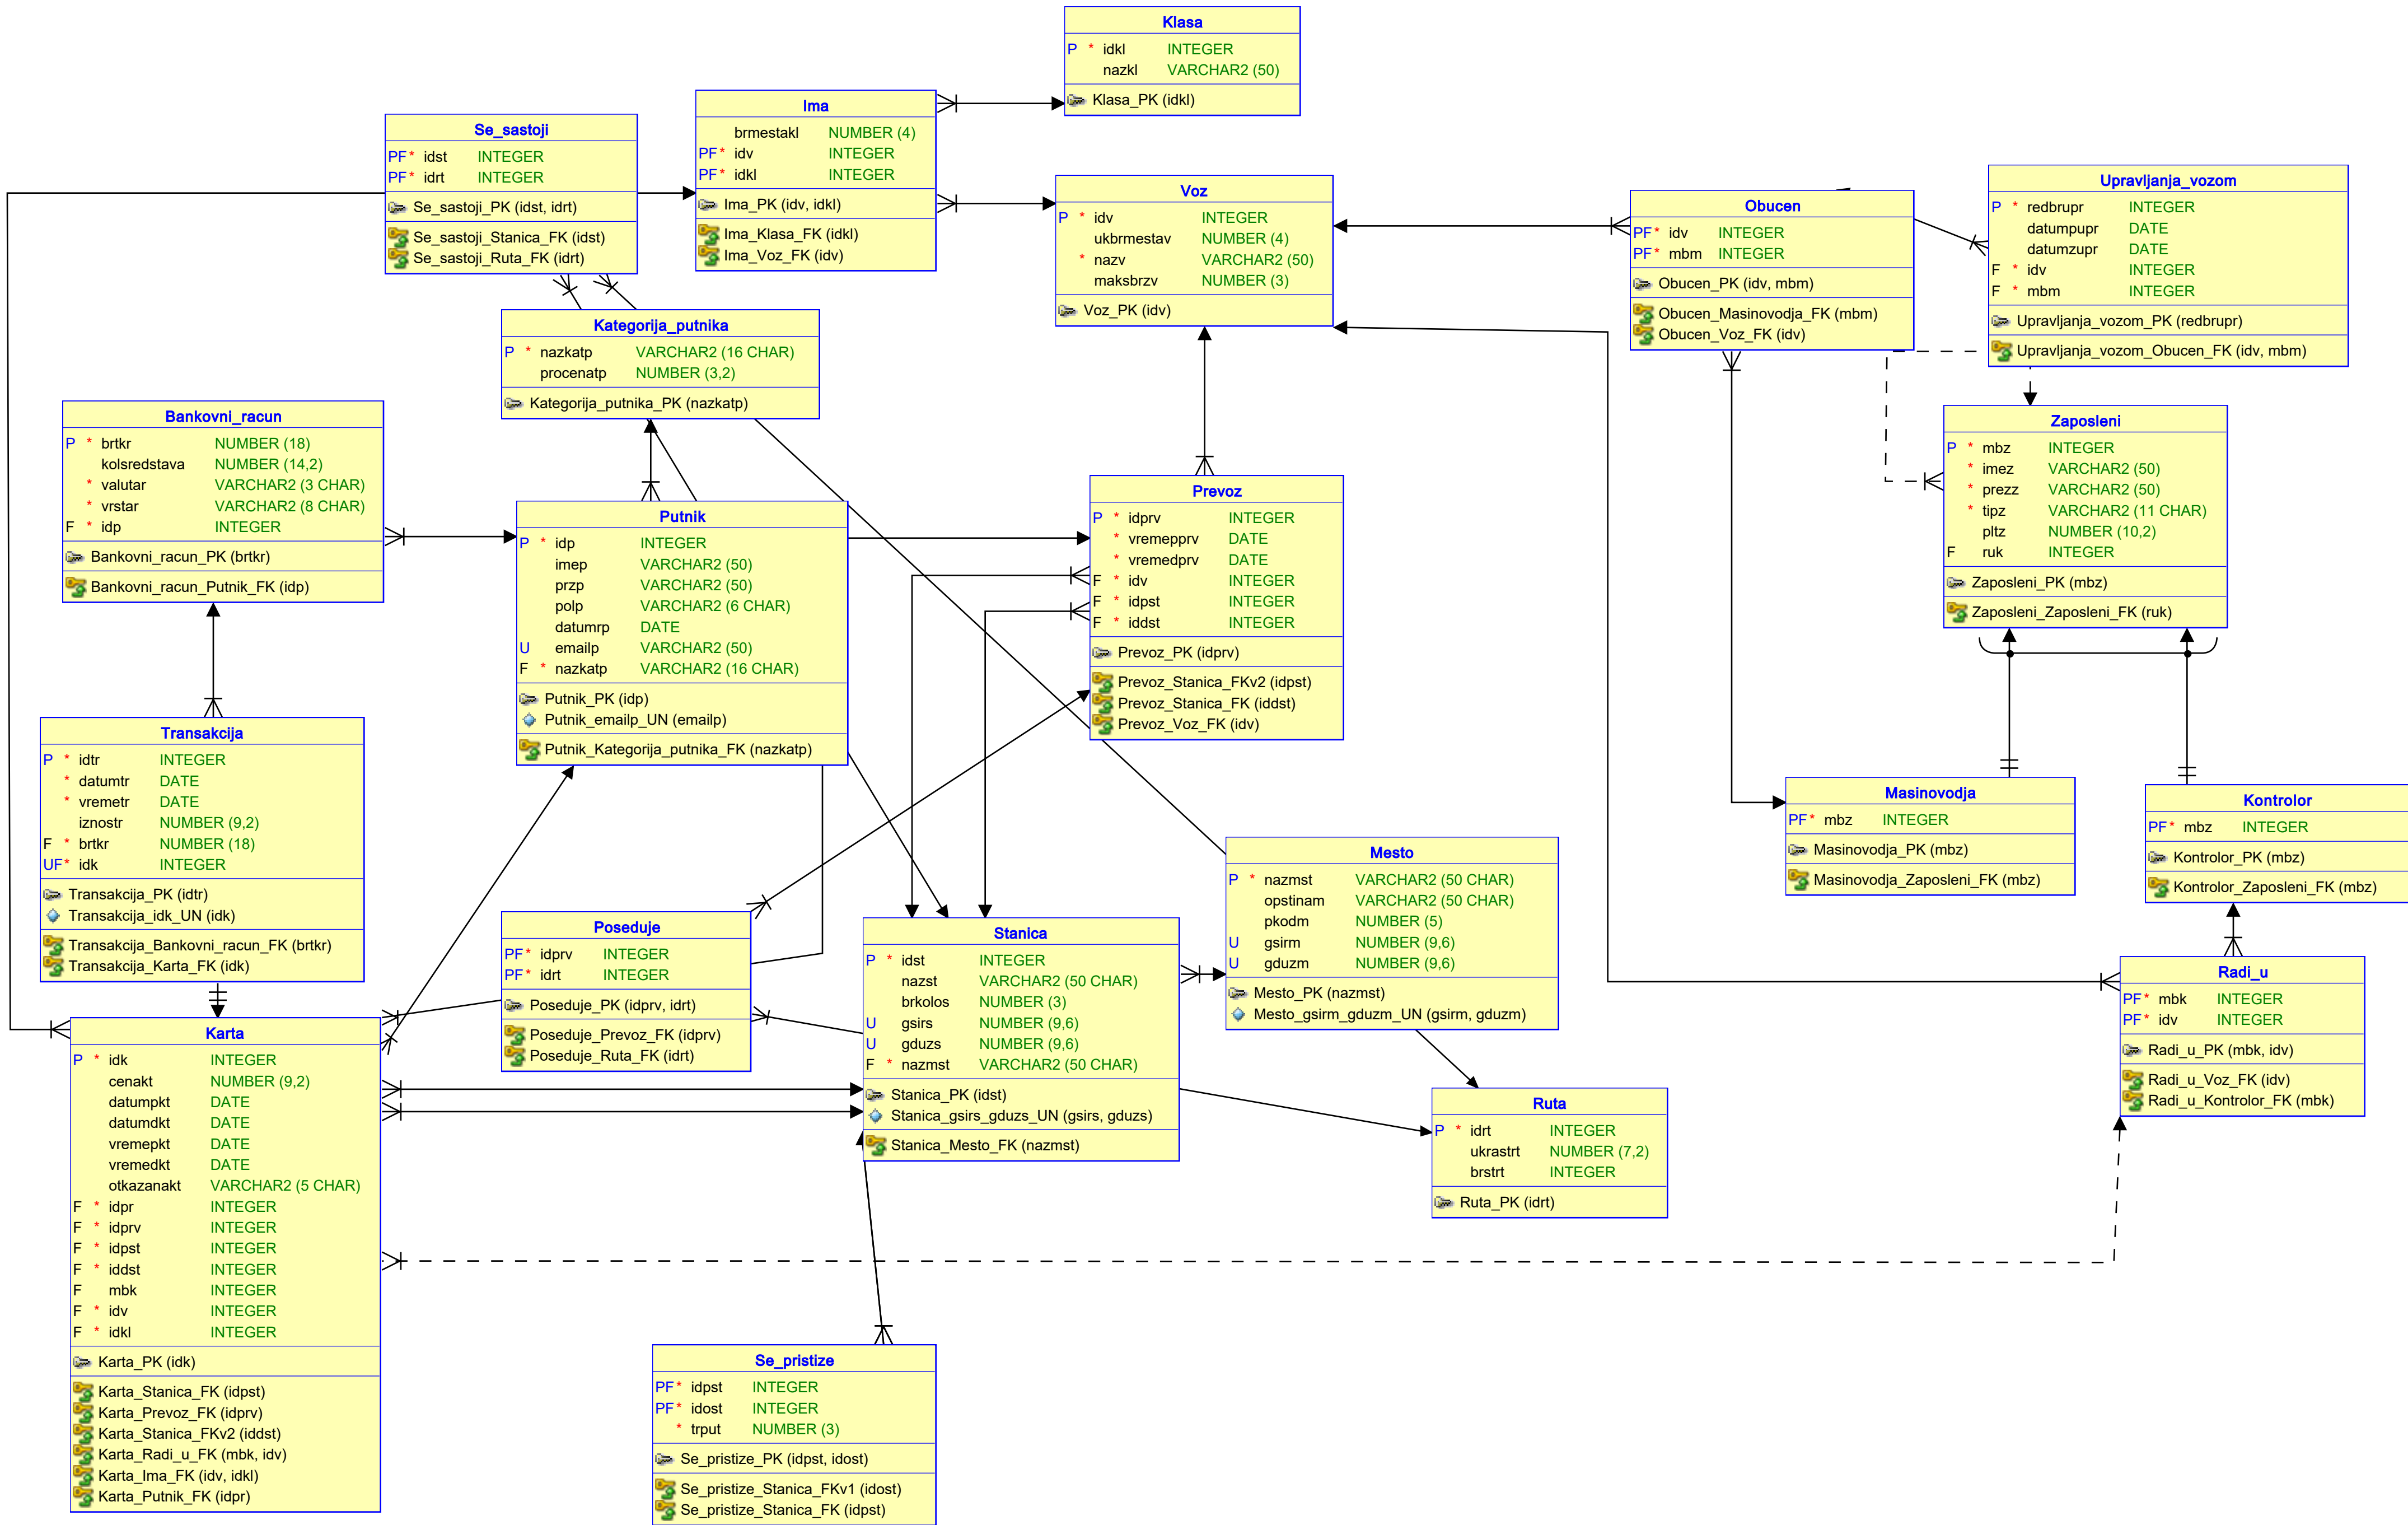 Klasa
P * idkl INTEGER
nazkl VARCHAR2 (50)
Klasa_PK (idkl)
Ima
brmestakl NUMBER (4)
PF* idv INTEGER
PF* idkl INTEGER
Ima_PK (idv, idkl)
Ima_Klasa_FK (idkl)
Ima_Voz_FK (idv)
Se_sastoji
PF* idst INTEGER
PF* idrt INTEGER
Se_sastoji_PK (idst, idrt)
Se_sastoji_Stanica_FK (idst)
Se_sastoji_Ruta_FK (idrt)
Voz
P * idv INTEGER
ukbrmestav NUMBER (4)
* nazv VARCHAR2 (50)
maksbrzv NUMBER (3)
Voz_PK (idv)
Obucen
PF* idv INTEGER
PF* mbm INTEGER
Obucen_PK (idv, mbm)
Obucen_Masinovodja_FK (mbm)
Obucen_Voz_FK (idv)
Upravljanja_vozom
P * redbrupr INTEGER
datumpupr DATE
datumzupr DATE
F * idv INTEGER
F * mbm INTEGER
Upravljanja_vozom_PK (redbrupr)
Upravljanja_vozom_Obucen_FK (idv, mbm)
Kategorija_putnika
P * nazkatp VARCHAR2 (16 CHAR)
procenatp NUMBER (3,2)
Kategorija_putnika_PK (nazkatp)
Bankovni_racun
P * brtkr NUMBER (18)
kolsredstava NUMBER (14,2)
* valutar VARCHAR2 (3 CHAR)
* vrstar VARCHAR2 (8 CHAR)
F * idp INTEGER
Bankovni_racun_PK (brtkr)
Bankovni_racun_Putnik_FK (idp)
Putnik
P * idp INTEGER
imep VARCHAR2 (50)
przp VARCHAR2 (50)
polp VARCHAR2 (6 CHAR)
datumrp DATE
U emailp VARCHAR2 (50)
F * nazkatp VARCHAR2 (16 CHAR)
Putnik_PK (idp)
Putnik_emailp_UN (emailp)
Putnik_Kategorija_putnika_FK (nazkatp)
Prevoz
P * idprv INTEGER
* vremepprv DATE
* vremedprv DATE
F * idv INTEGER
F * idpst INTEGER
F * iddst INTEGER
Prevoz_PK (idprv)
Prevoz_Stanica_FKv2 (idpst)
Prevoz_Stanica_FK (iddst)
Prevoz_Voz_FK (idv)
Zaposleni
P * mbz INTEGER
* imez VARCHAR2 (50)
* prezz VARCHAR2 (50)
* tipz VARCHAR2 (11 CHAR)
pltz NUMBER (10,2)
F ruk INTEGER
Zaposleni_PK (mbz)
Zaposleni_Zaposleni_FK (ruk)
Transakcija
P * idtr INTEGER
* datumtr DATE
* vremetr DATE
iznostr NUMBER (9,2)
F * brtkr NUMBER (18)
UF* idk INTEGER
Transakcija_PK (idtr)
Transakcija_idk_UN (idk)
Transakcija_Bankovni_racun_FK (brtkr)
Transakcija_Karta_FK (idk)
Masinovodja
PF* mbz INTEGER
Masinovodja_PK (mbz)
Masinovodja_Zaposleni_FK (mbz)
Kontrolor
PF* mbz INTEGER
Kontrolor_PK (mbz)
Kontrolor_Zaposleni_FK (mbz)
Mesto
P * nazmst VARCHAR2 (50 CHAR)
opstinam VARCHAR2 (50 CHAR)
pkodm NUMBER (5)
U gsirm NUMBER (9,6)
U gduzm NUMBER (9,6)
Mesto_PK (nazmst)
Mesto_gsirm_gduzm_UN (gsirm, gduzm)
Poseduje
PF* idprv INTEGER
PF* idrt INTEGER
Poseduje_PK (idprv, idrt)
Poseduje_Prevoz_FK (idprv)
Poseduje_Ruta_FK (idrt)
Stanica
P * idst INTEGER
nazst VARCHAR2 (50 CHAR)
brkolos NUMBER (3)
U gsirs NUMBER (9,6)
U gduzs NUMBER (9,6)
F * nazmst VARCHAR2 (50 CHAR)
Stanica_PK (idst)
Stanica_gsirs_gduzs_UN (gsirs, gduzs)
Stanica_Mesto_FK (nazmst)
Radi_u
PF* mbk INTEGER
PF* idv INTEGER
Radi_u_PK (mbk, idv)
Radi_u_Voz_FK (idv)
Radi_u_Kontrolor_FK (mbk)
Karta
P * idk INTEGER
cenakt NUMBER (9,2)
datumpkt DATE
datumdkt DATE
vremepkt DATE
vremedkt DATE
otkazanakt VARCHAR2 (5 CHAR)
F * idpr INTEGER
F * idprv INTEGER
F * idpst INTEGER
F * iddst INTEGER
F mbk INTEGER
F * idv INTEGER
F * idkl INTEGER
Karta_PK (idk)
Karta_Stanica_FK (idpst)
Karta_Prevoz_FK (idprv)
Karta_Stanica_FKv2 (iddst)
Karta_Radi_u_FK (mbk, idv)
Karta_Ima_FK (idv, idkl)
Karta_Putnik_FK (idpr)
Ruta
P * idrt INTEGER
ukrastrt NUMBER (7,2)
brstrt INTEGER
Ruta_PK (idrt)
Se_pristize
PF* idpst INTEGER
PF* idost INTEGER
* trput NUMBER (3)
Se_pristize_PK (idpst, idost)
Se_pristize_Stanica_FKv1 (idost)
Se_pristize_Stanica_FK (idpst)